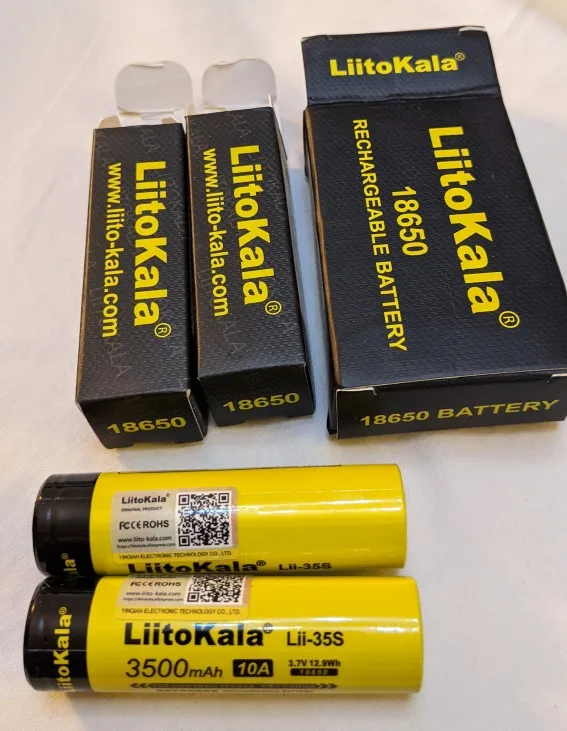 LiitoKala®
LiitoKala®
www.liito-kala.com
18650
LiitoKala®
www.liito-kala.com
18650
LiitoKala®
18650
RECHARGEABLE BATTERY
18650 BATTERY
LiitoKala®
ORIGINAL PRODUCT
FC CE ROHS
www.liito-kala.com
YINQIAN ELECTRONIC TECHNOLOGY CO., LTD.
LiitoKala® Lii-35S
FC CE ROHS
www.liito-kala.com
YINQIAN ELECTRONIC TECHNOLOGY CO., LTD.
LiitoKala® Lii-35S
3500mAh 10A 3.7V 12.9Wh
18650
LiitoKala®